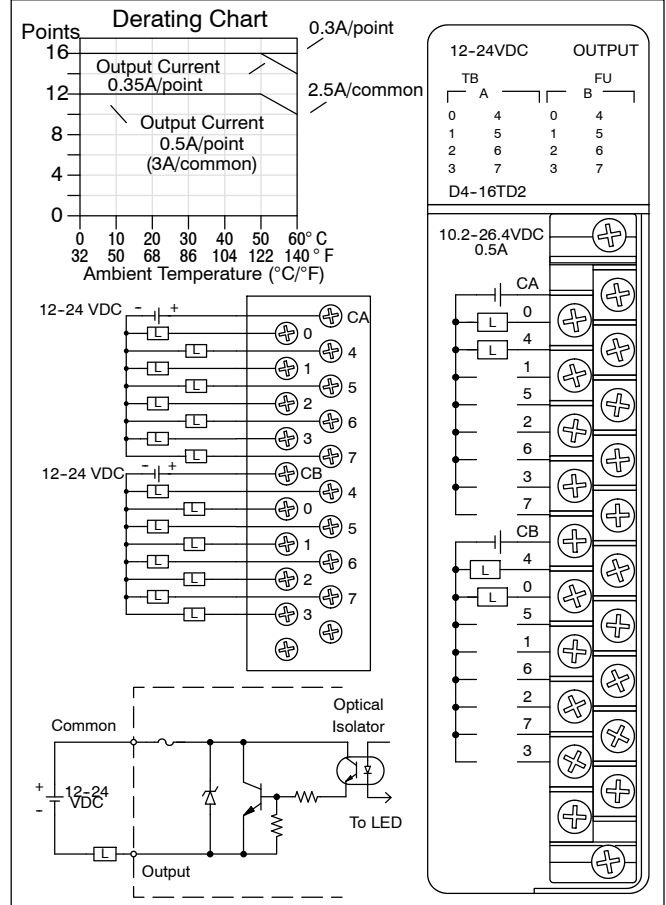 Derating Chart
Points
16
12
8
4
0
0 10 20 30 40 50 60°C
32 50 68 86 104 122 140°F
Ambient Temperature (°C/°F)
Output Current
0.35A/point
Output Current
0.5A/point
(3A/common)
0.3A/point
2.5A/common
12-24 VDC
- +
L
L
L
L
L
L
L
L
CA
0
4
1
5
2
6
3
7
12-24 VDC
- +
L
L
L
L
L
L
L
L
CB
4
0
5
1
6
2
7
3
Common
+
12-24
VDC
-
L
Output
Optical
Isolator
To LED
12-24VDC OUTPUT
TB FU
A B
0 4 0 4
1 5 1 5
2 6 2 6
3 7 3 7
D4-16TD2
10.2-26.4VDC
0.5A
CA
L 0
L 4
1
5
2
6
3
7
CB
L 4
L 0
5
1
6
2
7
3